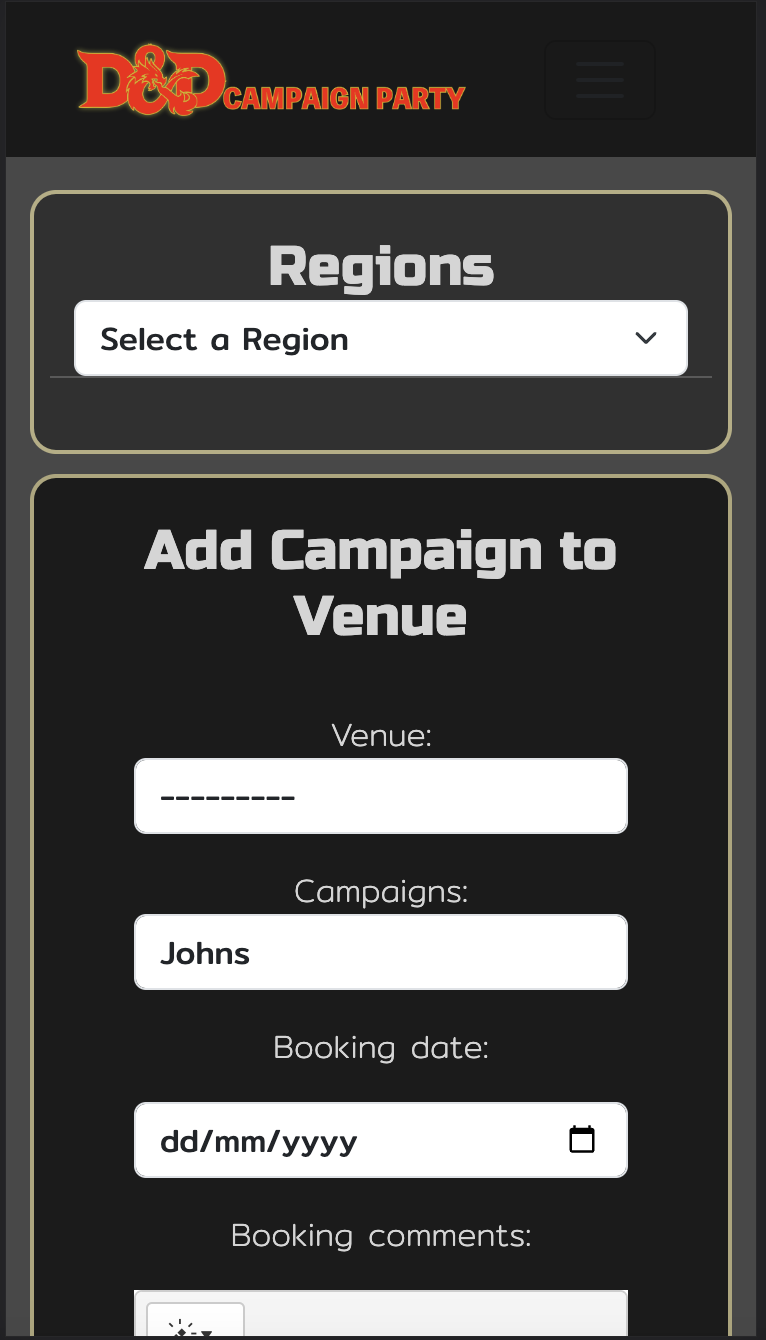 D&D CAMPAIGN PARTY
Regions
Select a Region
Add Campaign to
Venue
Venue:
---------
Campaigns:
Johns
Booking date:
dd/mm/yyyy
Booking comments: